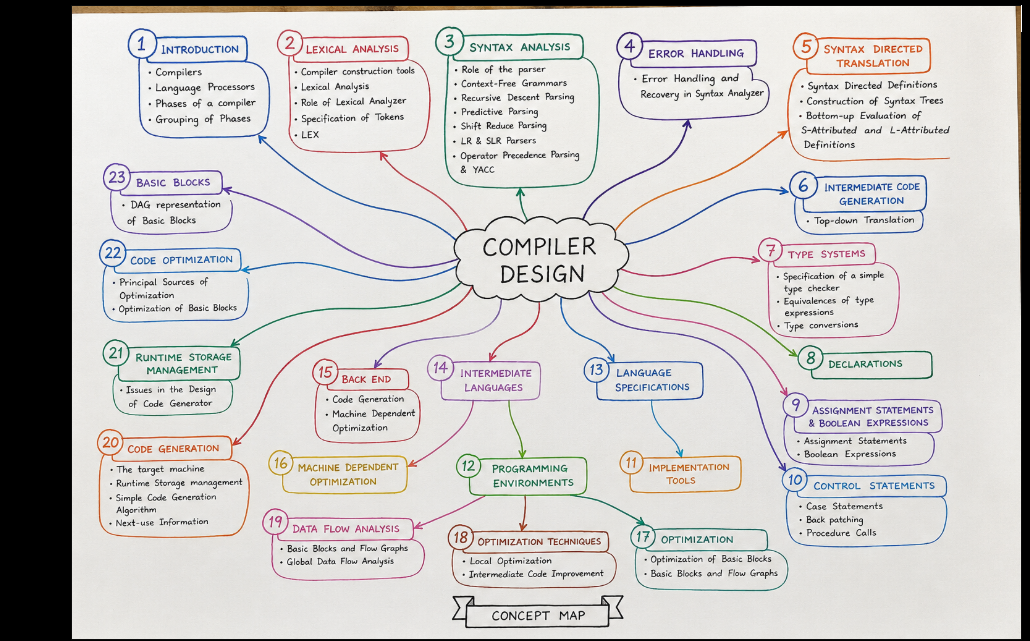 1 INTRODUCTION
• Compilers
• Language Processors
• Phases of a compiler
• Grouping of Phases
2 LEXICAL ANALYSIS
• Compiler construction tools
• Lexical Analysis
• Role of Lexical Analyzer
• Specification of Tokens
• LEX
3 SYNTAX ANALYSIS
• Role of the parser
• Context-Free Grammars
• Recursive Descent Parsing
• Predictive Parsing
• Shift Reduce Parsing
• LR & SLR Parsers
• Operator Precedence Parsing
& YACC
4 ERROR HANDLING
• Error Handling and
Recovery in Syntax Analyzer
5 SYNTAX DIRECTED
TRANSLATION
• Syntax Directed Definitions
• Construction of Syntax Trees
• Bottom-up Evaluation of
S-Attributed and L-Attributed
Definitions
23 BASIC BLOCKS
• DAG representation
of Basic Blocks
COMPILER
DESIGN
6 INTERMEDIATE CODE
GENERATION
• Top-down Translation
22 CODE OPTIMIZATION
• Principal Sources of
Optimization
• Optimization of Basic Blocks
7 TYPE SYSTEMS
• Specification of a simple
type checker
• Equivalences of type
expressions
• Type conversions
21 RUNTIME STORAGE
MANAGEMENT
• Issues in the Design
of Code Generator
15 BACK END
• Code Generation
• Machine Dependent
Optimization
14 INTERMEDIATE
LANGUAGES
13 LANGUAGE
SPECIFICATIONS
8 DECLARATIONS
9 ASSIGNMENT STATEMENTS
& BOOLEAN EXPRESSIONS
• Assignment Statements
• Boolean Expressions
20 CODE GENERATION
• The target machine
• Runtime Storage management
• Simple Code Generation
Algorithm
• Next-use Information
16 MACHINE DEPENDENT
OPTIMIZATION
12 PROGRAMMING
ENVIRONMENTS
11 IMPLEMENTATION
TOOLS
10 CONTROL STATEMENTS
• Case Statements
• Back patching
• Procedure Calls
19 DATA FLOW ANALYSIS
• Basic Blocks and Flow Graphs
• Global Data Flow Analysis
18 OPTIMIZATION TECHNIQUES
• Local Optimization
• Intermediate Code Improvement
17 OPTIMIZATION
• Optimization of Basic Blocks
• Basic Blocks and Flow Graphs
CONCEPT MAP